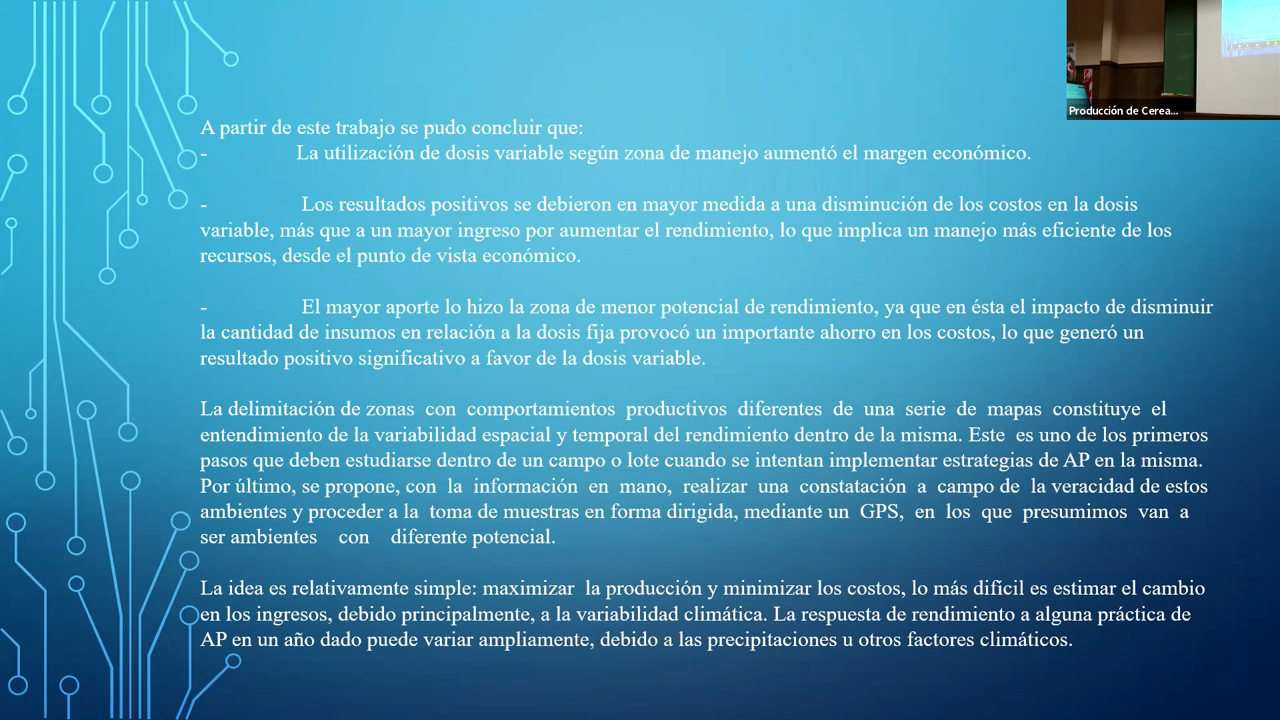 Producción de Cerea...
A partir de este trabajo se pudo concluir que:
- La utilización de dosis variable según zona de manejo aumentó el margen económico.
- Los resultados positivos se debieron en mayor medida a una disminución de los costos en la dosis
variable, más que a un mayor ingreso por aumentar el rendimiento, lo que implica un manejo más eficiente de los
recursos, desde el punto de vista económico.
- El mayor aporte lo hizo la zona de menor potencial de rendimiento, ya que en ésta el impacto de disminuir
la cantidad de insumos en relación a la dosis fija provocó un importante ahorro en los costos, lo que generó un
resultado positivo significativo a favor de la dosis variable.
La delimitación de zonas con comportamientos productivos diferentes de una serie de mapas constituye el
entendimiento de la variabilidad espacial y temporal del rendimiento dentro de la misma. Este es uno de los primeros
pasos que deben estudiarse dentro de un campo o lote cuando se intentan implementar estrategias de AP en la misma.
Por último, se propone, con la información en mano, realizar una constatación a campo de la veracidad de estos
ambientes y proceder a la toma de muestras en forma dirigida, mediante un GPS, en los que presumimos van a
ser ambientes con diferente potencial.
La idea es relativamente simple: maximizar la producción y minimizar los costos, lo más difícil es estimar el cambio
en los ingresos, debido principalmente, a la variabilidad climática. La respuesta de rendimiento a alguna práctica de
AP en un año dado puede variar ampliamente, debido a las precipitaciones u otros factores climáticos.